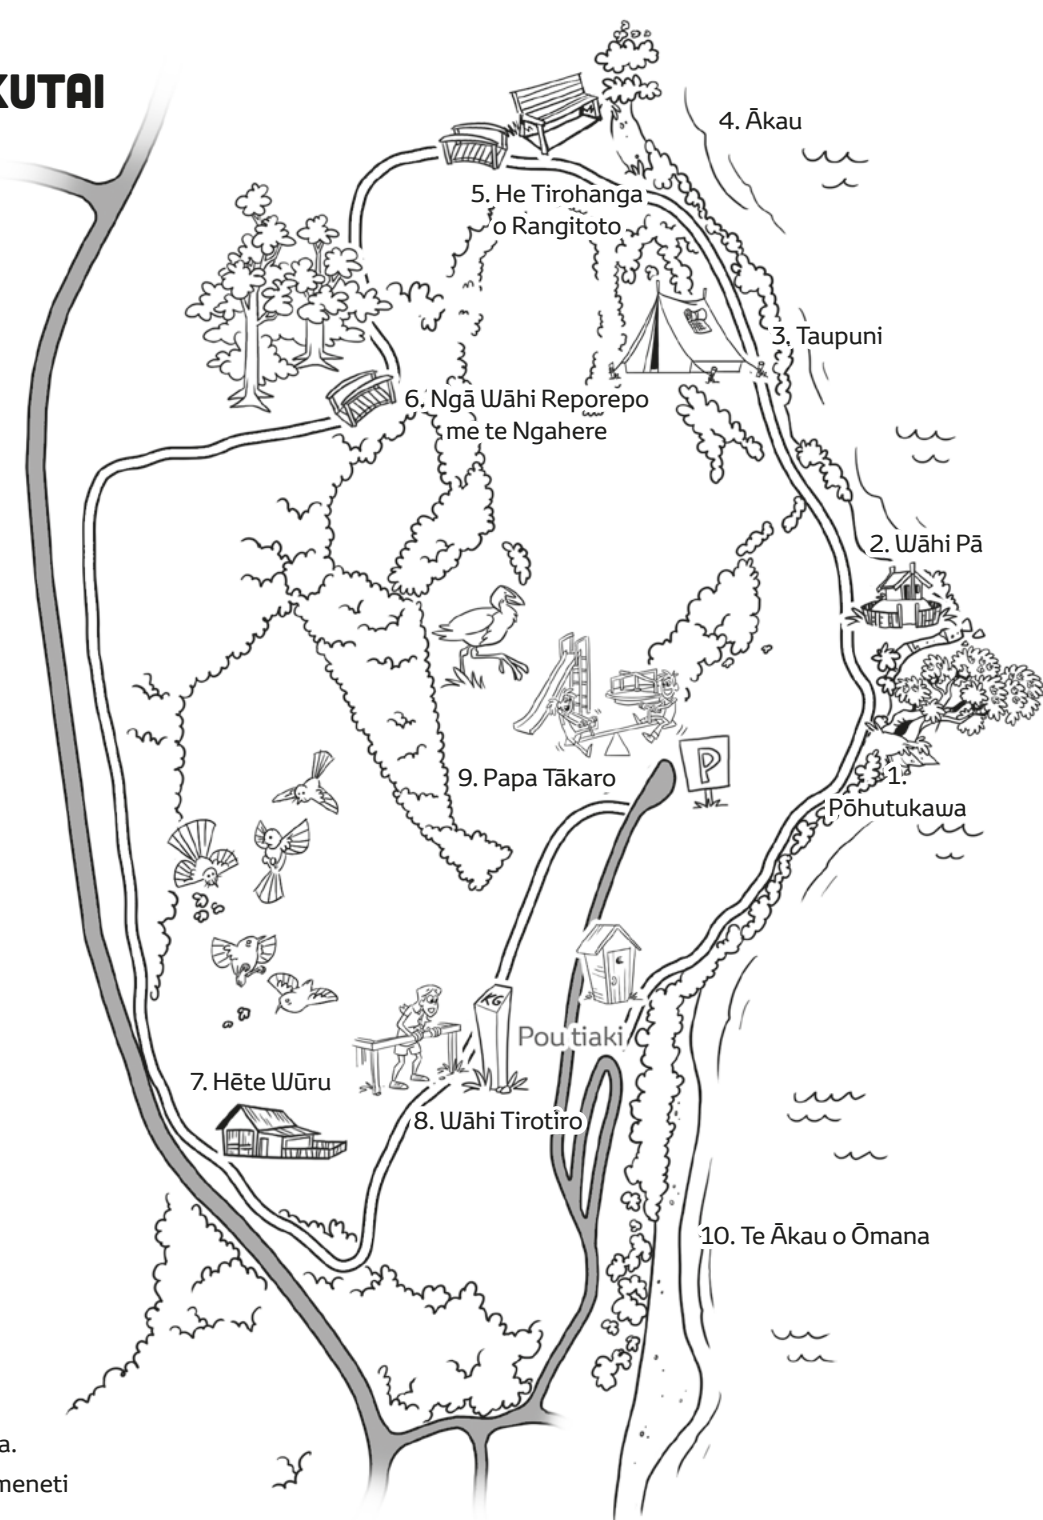 KUTAI
4. Ākau
5. He Tirohanga
o Rangitoto
3. Taupuni
6. Ngā Wāhi Reporepo
me te Ngahere
2. Wāhi Pā
1.
Pōhutukawa
9. Papa Tākaro
P
KG
Pou tiaki
7. Hēte Wūru
8. Wāhi Tirotiro
10. Te Ākau o Ōmana
a.
meneti